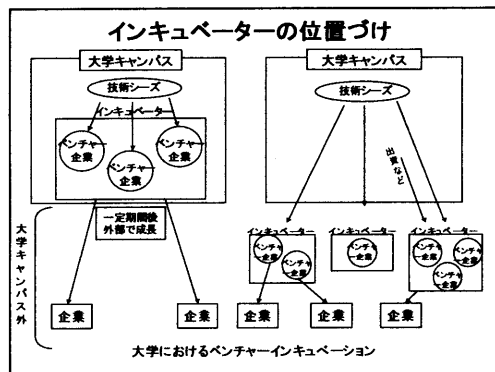 インキュベーターの位置づけ
大学キャンパス
技術シーズ
インキュベーター
ベンチャー
企業
ベンチャー
企業
ベンチャー
企業
一定期間後
外部で成長
企業
企業
大学キャンパス外
大学キャンパス
技術シーズ
出資など
インキュベーター
ベンチャ
ー企業
ベンチャ
ー企業
インキュベーター
ベンチャ
ー企業
インキュベーター
ベンチャ
ー企業
ベンチャ
ー企業
ベンチャ
ー企業
企業
企業
企業
大学におけるベンチャーインキュベーション